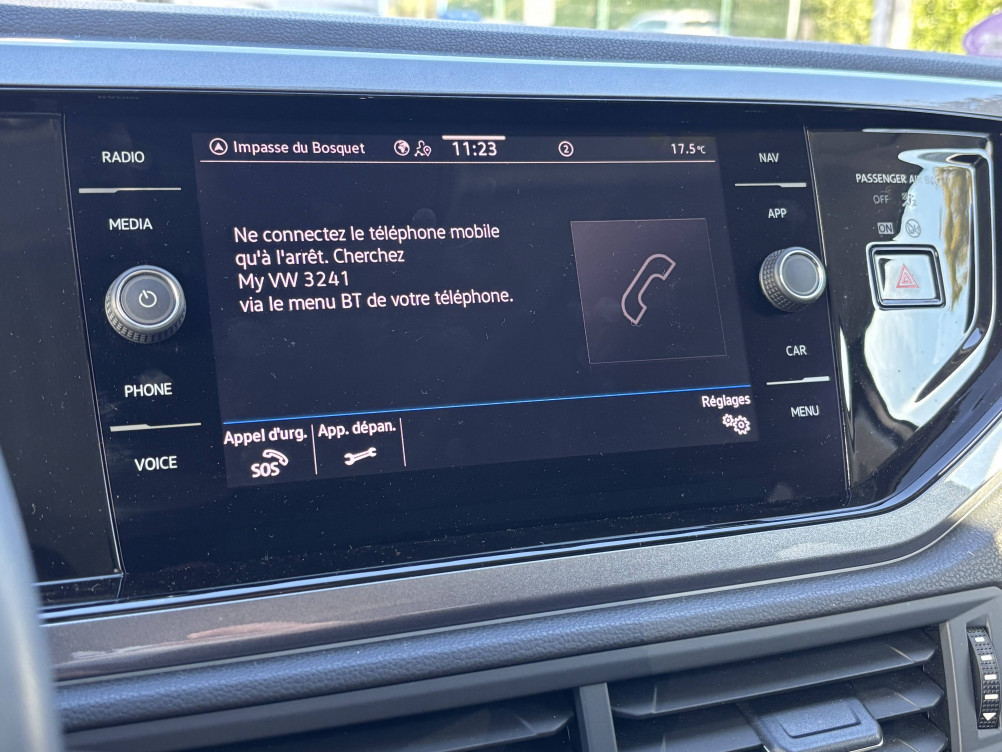 RADIO
MEDIA
PHONE
VOICE
Impasse du Bosquet
11:23
2
17.5°C
Ne connectez le téléphone mobile
qu'à l'arrêt. Cherchez
My VW 3241
via le menu BT de votre téléphone.
Réglages
Appel d'urg.
SOS
App. dépan.
NAV
APP
CAR
MENU
PASSENGER
OFF
ON